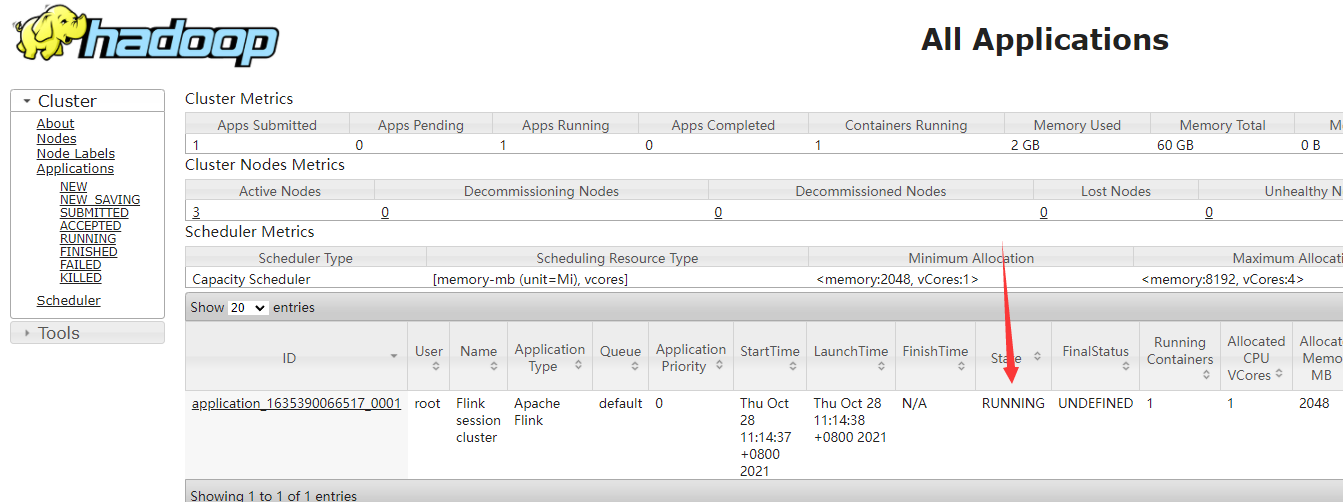 hadoop
All Applications
Cluster
About
Nodes
Node Labels
Applications
NEW
NEW_SAVING
SUBMITTED
ACCEPTED
RUNNING
FINISHED
FAILED
KILLED
Scheduler
Tools
Cluster Metrics
Apps Submitted Apps Pending Apps Running Apps Completed Containers Running Memory Used Memory Total M
1 0 1 0 1 2 GB 60 GB 0 B
Cluster Nodes Metrics
Active Nodes Decommissioning Nodes Decommissioned Nodes Lost Nodes Unhealthy N
3 0 0 0 0
Scheduler Metrics
Scheduler Type Scheduling Resource Type Minimum Allocation Maximum Allocati
Capacity Scheduler [memory-mb (unit=Mi), vcores] <memory:2048, vCores:1> <memory:8192, vCores:4>
Show 20 entries
ID User Name Application Type Queue Application Priority StartTime LaunchTime FinishTime State FinalStatus Running Containers Allocated CPU VCores Allocat Memo MB
application_1635390066517_0001 root Flink session cluster Apache Flink default 0 Thu Oct 28 11:14:37 +0800 2021 Thu Oct 28 11:14:38 +0800 2021 N/A RUNNING UNDEFINED 1 1 2048
Showing 1 to 1 of 1 entries